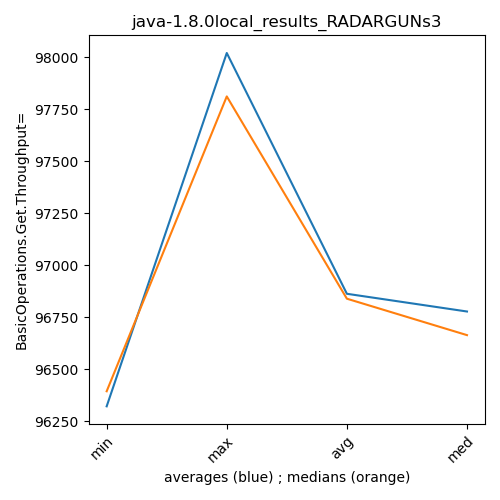 java-1.8.0local_results_RADARGUNs3
BasicOperations.Get.Throughput=
98000
97750
97500
97250
97000
96750
96500
96250
min
max
avg
med
averages (blue) ; medians (orange)